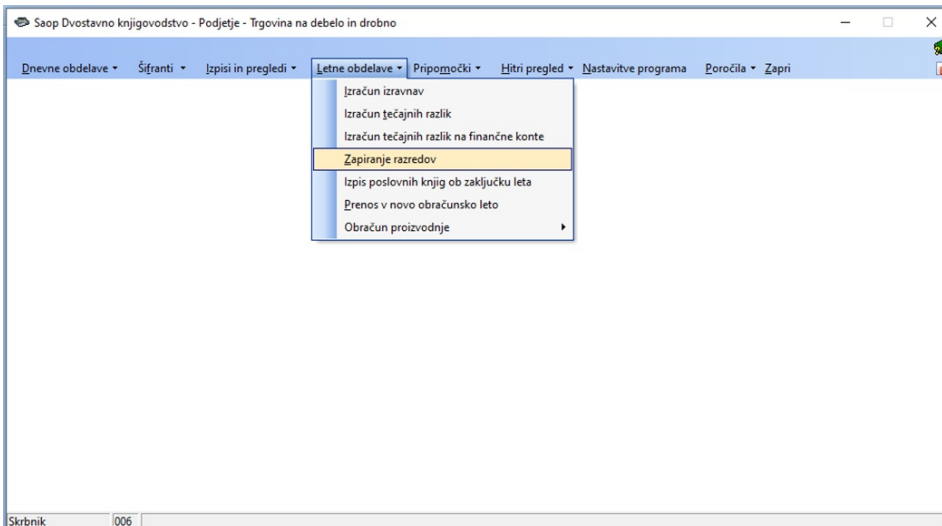 Saop Dvostavno knjigovodstvo - Podjetje - Trgovina na debelo in drobno
Dnevne obdelave Šifranti Izpisi in pregledi Letne obdelave Pripomočki Hitri pregled Nastavitve programa Poročila Zapri
Izračun izravnav
Izračun tečajnih razlik
Izračun tečajnih razlik na finančne konte
Zapiranje razredov
Izpis poslovnih knjig ob zaključku leta
Prenos v novo obračunsko leto
Obračun proizvodnje
Skrbnik 006